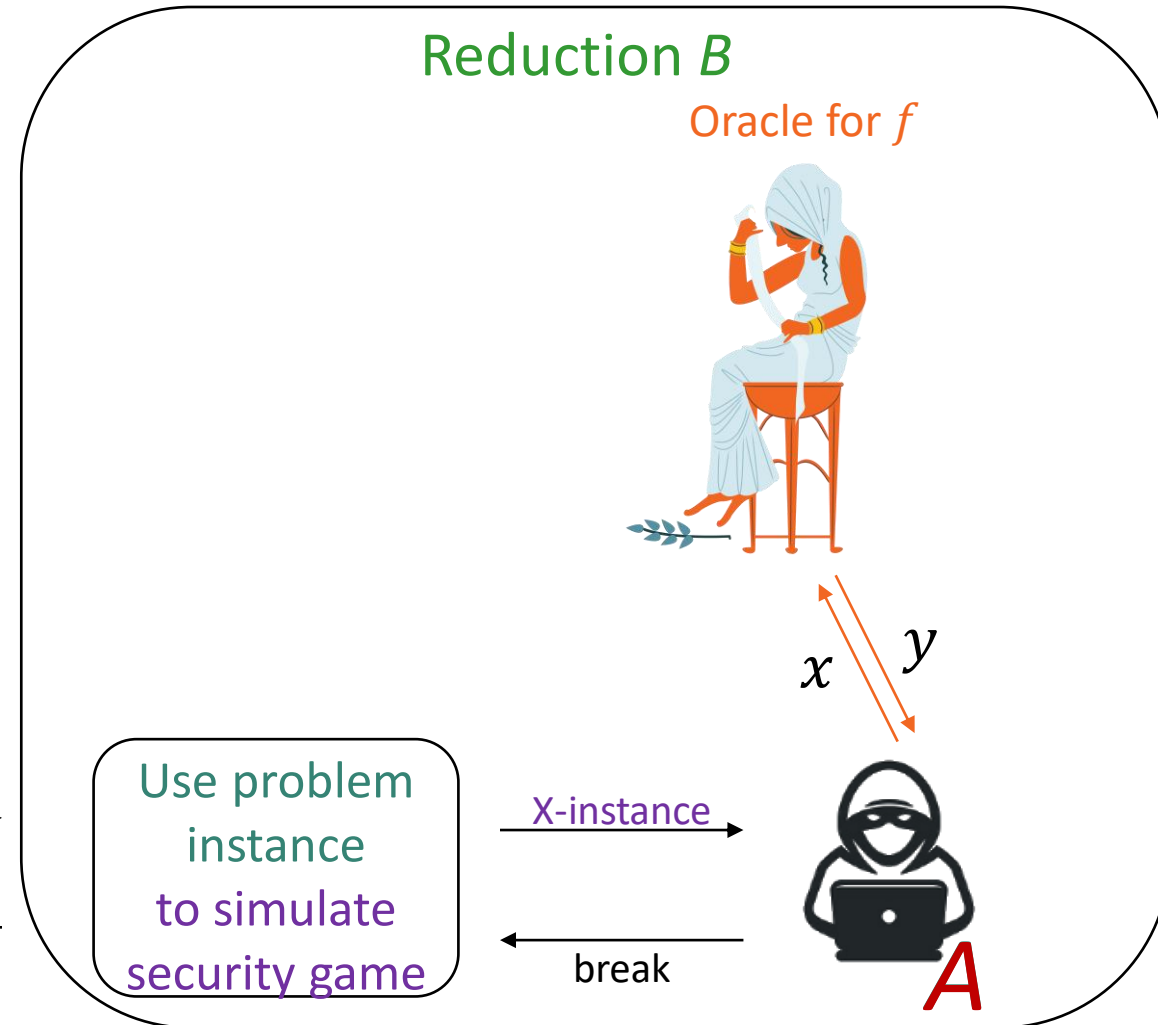 Reduction B
Oracle for f
x
y
Use problem
instance
to simulate
security game
X-instance
break
A